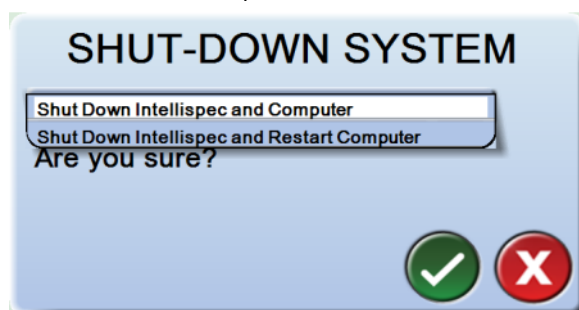 SHUT-DOWN SYSTEM
Shut Down Intellispec and Computer
Shut Down Intellispec and Restart Computer
Are you sure?